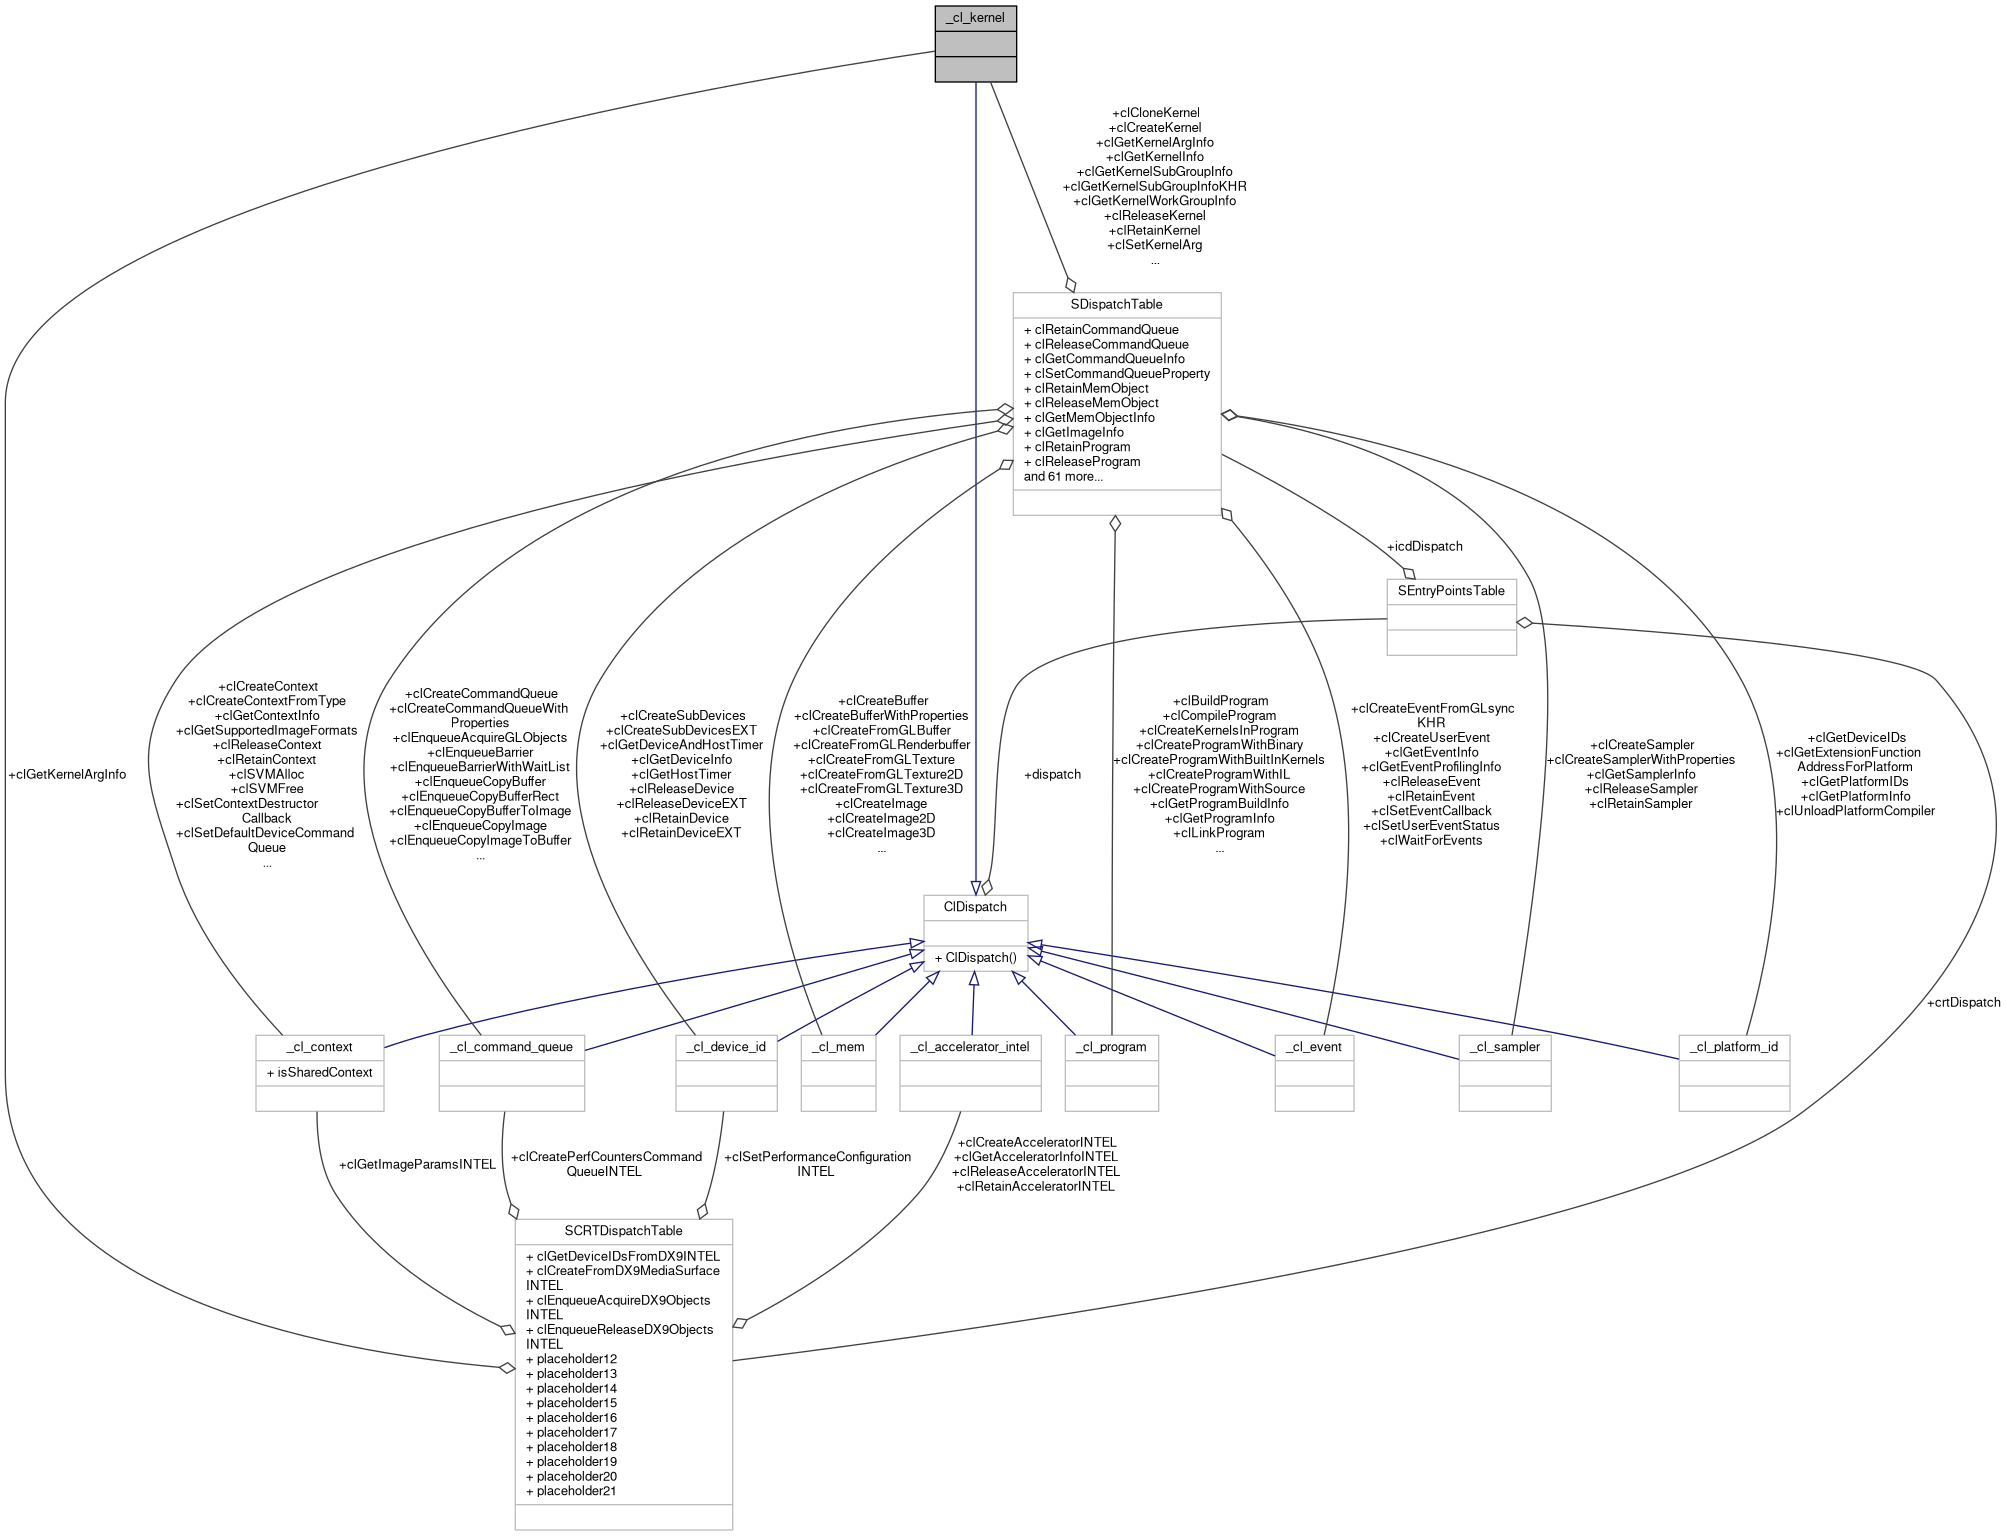 _cl_kernel
+clCloneKernel
+clCreateKernel
+clGetKernelArgInfo
+clGetKernelInfo
+clGetKernelSubGroupInfo
+clGetKernelSubGroupInfoKHR
+clGetKernelWorkGroupInfo
+clReleaseKernel
+clRetainKernel
+clSetKernelArg
...
SDispatchTable
+ clRetainCommandQueue
+ clReleaseCommandQueue
+ clGetCommandQueueInfo
+ clSetCommandQueueProperty
+ clRetainMemObject
+ clReleaseMemObject
+ clGetMemObjectInfo
+ clGetImageInfo
+ clRetainProgram
+ clReleaseProgram
and 61 more...
+icdDispatch
SEntryPointsTable
+clGetKernelArgInfo
+clCreateContext
+clCreateContextFromType
+clGetContextInfo
+clGetSupportedImageFormats
+clReleaseContext
+clRetainContext
+clSVMAlloc
+clSVMFree
+clSetContextDestructor
Callback
+clSetDefaultDeviceCommand
Queue
...
+clCreateCommandQueue
+clCreateCommandQueueWith
Properties
+clEnqueueAcquireGLObjects
+clEnqueueBarrier
+clEnqueueBarrierWithWaitList
+clEnqueueCopyBuffer
+clEnqueueCopyBufferRect
+clEnqueueCopyBufferToImage
+clEnqueueCopyImage
+clEnqueueCopyImageToBuffer
...
+clCreateSubDevices
+clCreateSubDevicesEXT
+clGetDeviceAndHostTimer
+clGetDeviceInfo
+clGetHostTimer
+clReleaseDevice
+clReleaseDeviceEXT
+clRetainDevice
+clRetainDeviceEXT
+clCreateBuffer
+clCreateBufferWithProperties
+clCreateFromGLBuffer
+clCreateFromGLRenderbuffer
+clCreateFromGLTexture
+clCreateFromGLTexture2D
+clCreateFromGLTexture3D
+clCreateImage
+clCreateImage2D
+clCreateImage3D
...
+dispatch
+clBuildProgram
+clCompileProgram
+clCreateKernelsInProgram
+clCreateProgramWithBinary
+clCreateProgramWithBuiltInKernels
+clCreateProgramWithIL
+clCreateProgramWithSource
+clGetProgramBuildInfo
+clGetProgramInfo
+clLinkProgram
...
+clCreateEventFromGLsync
KHR
+clCreateUserEvent
+clGetEventInfo
+clGetEventProfilingInfo
+clReleaseEvent
+clRetainEvent
+clSetEventCallback
+clSetUserEventStatus
+clWaitForEvents
+clCreateSampler
+clCreateSamplerWithProperties
+clGetSamplerInfo
+clReleaseSampler
+clRetainSampler
+clGetDeviceIDs
+clGetExtensionFunction
AddressForPlatform
+clGetPlatformIDs
+clGetPlatformInfo
+clUnloadPlatformCompiler
ClDispatch
+ ClDispatch()
+crtDispatch
_cl_context
+ isSharedContext
_cl_command_queue
_cl_device_id
_cl_mem
_cl_accelerator_intel
_cl_program
_cl_event
_cl_sampler
_cl_platform_id
+clGetImageParamsINTEL
+clCreatePerfCountersCommand
QueueINTEL
+clSetPerformanceConfiguration
INTEL
+clCreateAcceleratorINTEL
+clGetAcceleratorInfoINTEL
+clReleaseAcceleratorINTEL
+clRetainAcceleratorINTEL
SCRTDispatchTable
+ clGetDeviceIDsFromDX9INTEL
+ clCreateFromDX9MediaSurface
INTEL
+ clEnqueueAcquireDX9Objects
INTEL
+ clEnqueueReleaseDX9Objects
INTEL
+ placeholder12
+ placeholder13
+ placeholder14
+ placeholder15
+ placeholder16
+ placeholder17
+ placeholder18
+ placeholder19
+ placeholder20
+ placeholder21